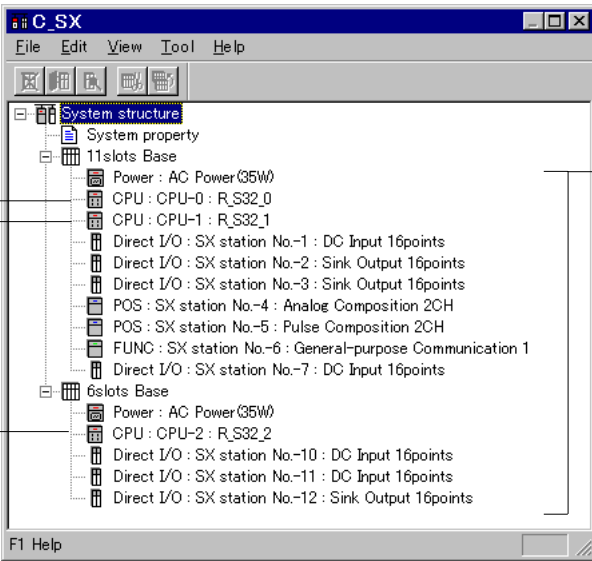 C_SX
File Edit View Tool Help
System structure
System property
11slots Base
Power : AC Power(35W)
CPU : CPU-0 : R_S32_0
CPU : CPU-1 : R_S32_1
Direct I/O : SX station No.-1 : DC Input 16points
Direct I/O : SX station No.-2 : Sink Output 16points
Direct I/O : SX station No.-3 : Sink Output 16points
POS : SX station No.-4 : Analog Composition 2CH
POS : SX station No.-5 : Pulse Composition 2CH
FUNC : SX station No.-6 : General-purpose Communication 1
Direct I/O : SX station No.-7 : DC Input 16points
6slots Base
Power : AC Power(35W)
CPU : CPU-2 : R_S32_2
Direct I/O : SX station No.-10 : DC Input 16points
Direct I/O : SX station No.-11 : DC Input 16points
Direct I/O : SX station No.-12 : Sink Output 16points
F1 Help